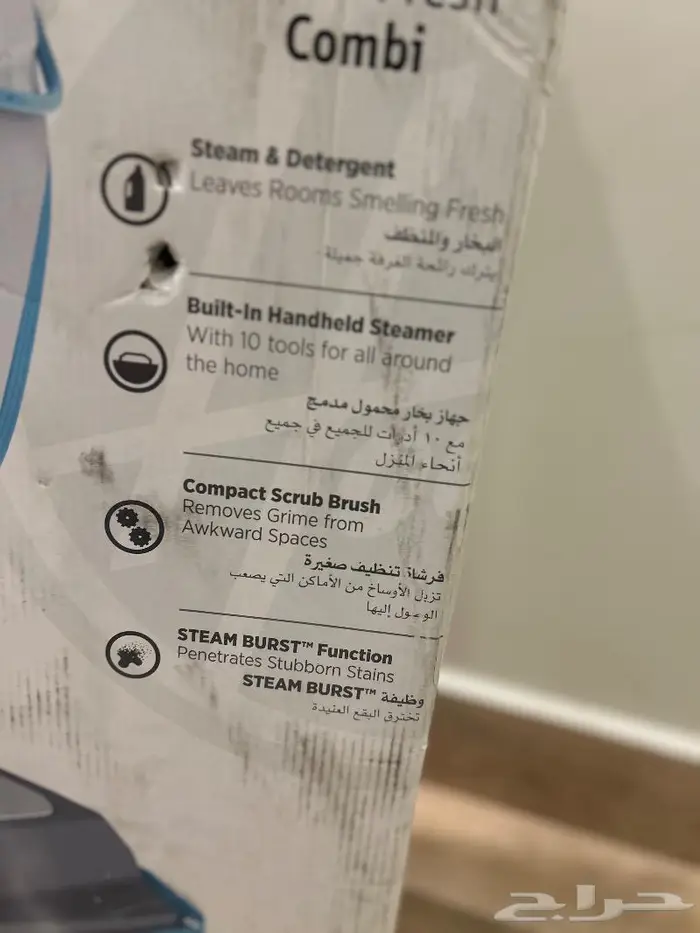 Combi
Steam & Detergent
Leaves Rooms Smelling Fresh
البخار والمنظف
يترك رائحة الغرفة جميلة
Built-In Handheld Steamer
With 10 tools for all around
the home
جهاز بخار محمول مدمج
مع ١٠ أدوات للجميع في جميع
أنحاء المنزل
Compact Scrub Brush
Removes Grime from
Awkward Spaces
فرشاة تنظيف صغيرة
تزيل الأوساخ من الأماكن التي يصعب
الوصول إليها
STEAM BURST™ Function
Penetrates Stubborn Stains
وظيفة STEAM BURST™
تخترق البقع العنيدة
حراج